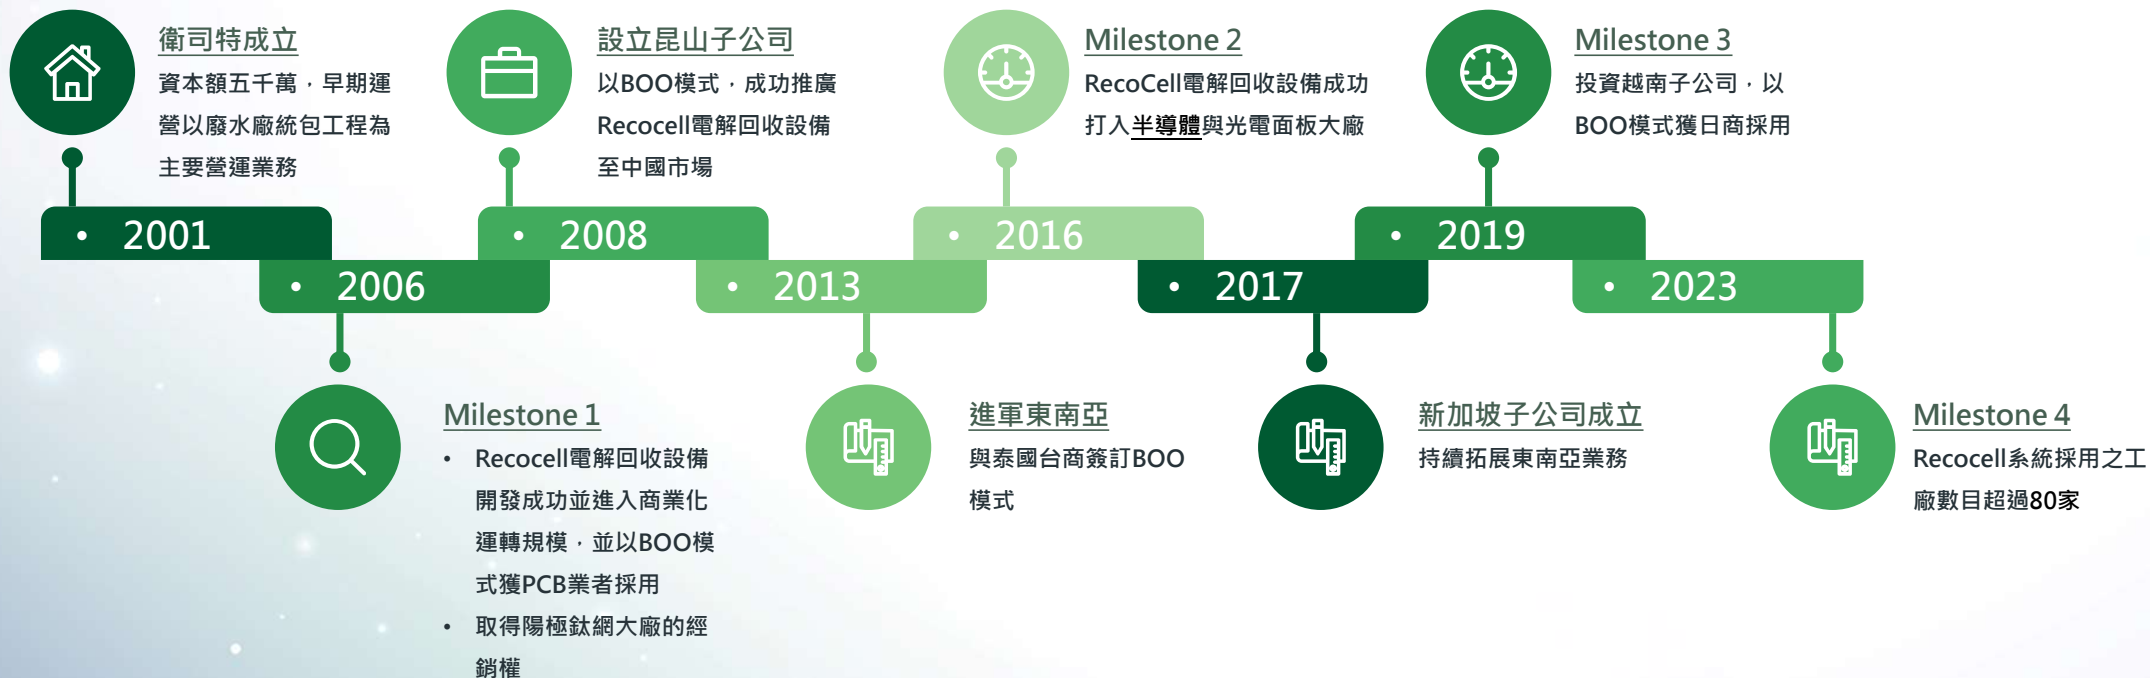 衛司特成立
資本額五千萬，早期運
營以廢水廠統包工程為
主要營運業務
設立昆山子公司
以BOO模式，成功推廣
Recocell電解回收設備
至中國市場
Milestone 2
RecoCell電解回收設備成功
打入半導體與光電面板大廠
Milestone 3
投資越南子公司，以
BOO模式獲日商採用
• 2001
• 2008
• 2016
• 2019
• 2006
• 2013
• 2017
• 2023
Milestone 1
• Recocell電解回收設備
開發成功並進入商業化
運轉規模，並以BOO模
式獲PCB業者採用
• 取得陽極鈦網大廠的經
銷權
進軍東南亞
與泰國台商簽訂BOO
模式
新加坡子公司成立
持續拓展東南亞業務
Milestone 4
Recocell系統採用之工
廠數目超過80家